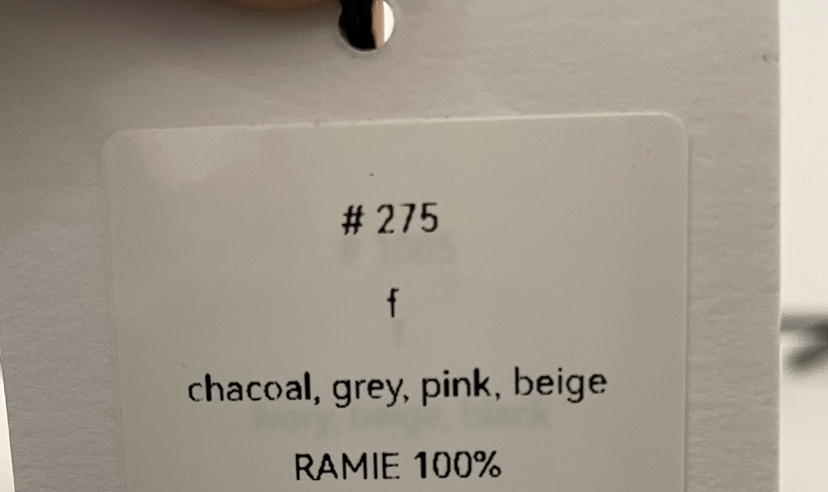 # 275
f
chacoal, grey, pink, beige
RAMIE 100%